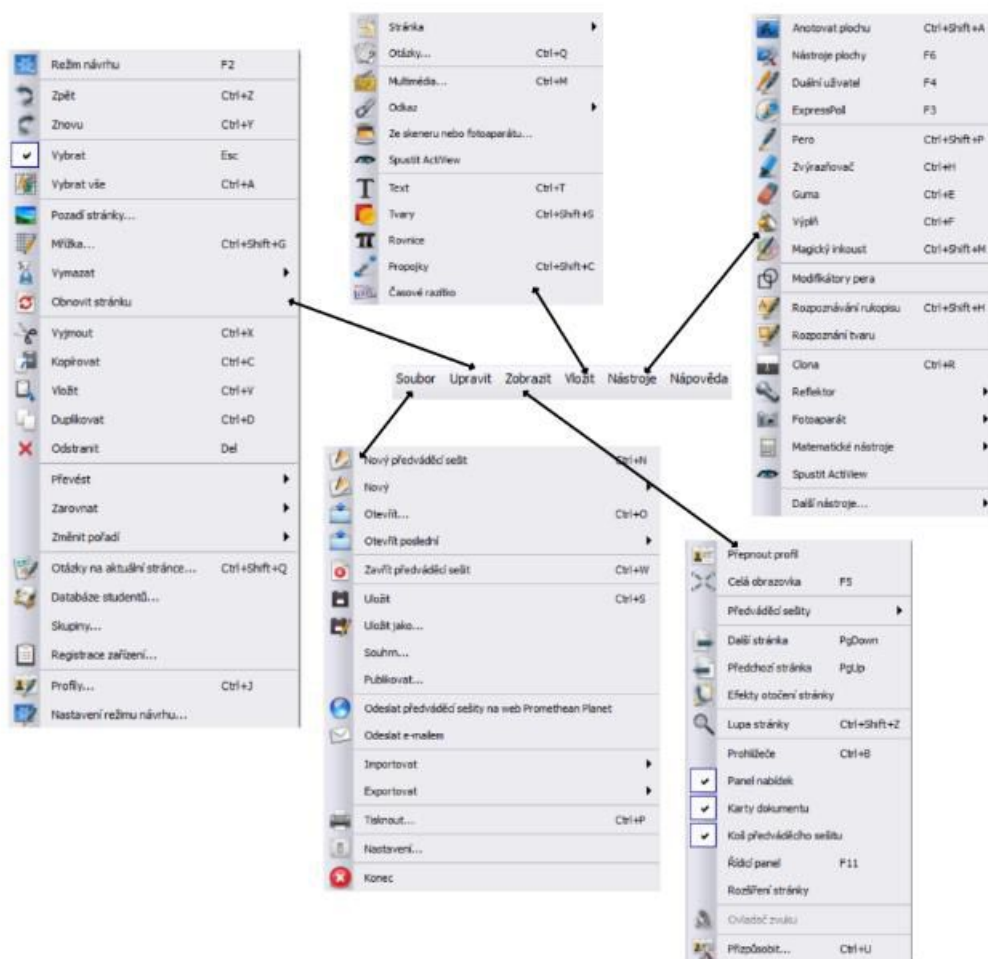 Režim návrhu F2
Zpět Ctrl+Z
Znovu Ctrl+Y
Vybrat Esc
Vybrat vše Ctrl+A
Pozadí stránky...
Mřížka... Ctrl+Shift+G
Vymazat
Obnovit stránku
Vyjmout Ctrl+X
Kopírovat Ctrl+C
Vložit Ctrl+V
Duplikovat Ctrl+D
Odstranit Del
Převést
Zarovnat
Změnit pořadí
Otázky na aktuální stránce... Ctrl+Shift+Q
Databáze studentů...
Skupiny...
Registrace zařízení...
Profily... Ctrl+J
Nastavení režimu návrhu...
Stránka
Otázky... Ctrl+Q
Multimédia... Ctrl+M
Odkaz
Ze skeneru nebo fotoaparátu...
Spustit ActiView
Text Ctrl+T
Tvary Ctrl+Shift+S
Rovnice
Propojky Ctrl+Shift+C
Časové razítko
Anotovat plochu Ctrl+Shift+A
Nástroje plochy F6
Duální uživatel F4
ExpressPoll F3
Pero Ctrl+Shift+P
Zvýrazňovač Ctrl+H
Guma Ctrl+E
Výplň Ctrl+F
Magický inkoust Ctrl+Shift+M
Modifikátory pera
Rozpoznávání rukopisu Ctrl+Shift+H
Rozpoznání tvaru
Clona Ctrl+R
Reflektor
Fotoaparát
Matematické nástroje
Spustit ActiView
Další nástroje...
Soubor Upravit Zobrazit Vložit Nástroje Nápověda
Nový předváděcí sešit Ctrl+N
Nový
Otevřít... Ctrl+O
Otevřít poslední
Zavřít předváděcí sešit Ctrl+W
Uložit Ctrl+S
Uložit jako...
Souhrn...
Publikovat...
Odeslat předváděcí sešity na web Promethean Planet
Odeslat e-mailem
Importovat
Exportovat
Tisknout... Ctrl+P
Nastavení...
Konec
Přepnout profil
Celá obrazovka F5
Předváděcí sešity
Další stránka PgDown
Předchozí stránka PgUp
Efekty otočení stránky
Lupa stránky Ctrl+Shift+Z
Prohlížeče Ctrl+B
Panel nabídek
Karty dokumentu
Koš předváděcího sešitu
Řídicí panel F11
Rozšíření stránky
Ovladač zvuku
Přizpůsobit... Ctrl+U